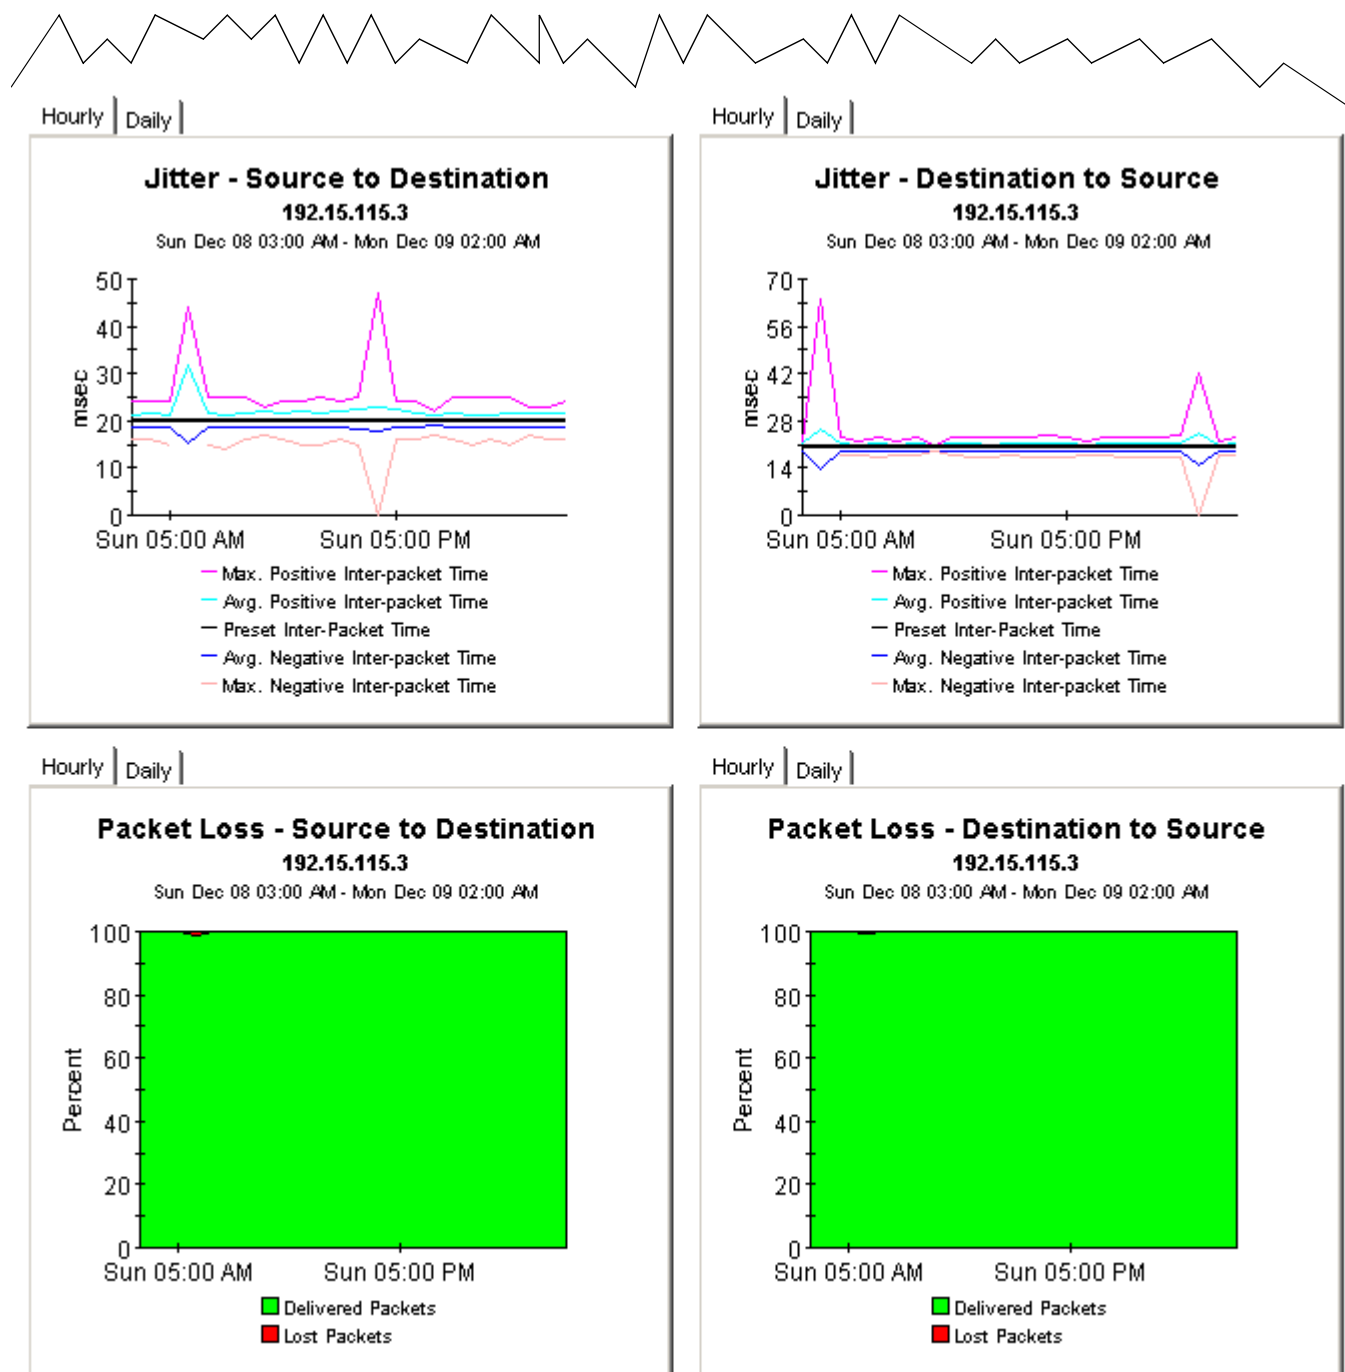 Hourly Daily
Jitter - Source to Destination
192.15.115.3
Sun Dec 08 03:00 AM - Mon Dec 09 02:00 AM
50
40
30
20
10
0
msec
Sun 05:00 AM Sun 05:00 PM
Max. Positive Inter-packet Time
Avg. Positive Inter-packet Time
Preset Inter-Packet Time
Avg. Negative Inter-packet Time
Max. Negative Inter-packet Time
Hourly Daily
Jitter - Destination to Source
192.15.115.3
Sun Dec 08 03:00 AM - Mon Dec 09 02:00 AM
70
56
42
28
14
0
msec
Sun 05:00 AM Sun 05:00 PM
Max. Positive Inter-packet Time
Avg. Positive Inter-packet Time
Preset Inter-Packet Time
Avg. Negative Inter-packet Time
Max. Negative Inter-packet Time
Hourly Daily
Packet Loss - Source to Destination
192.15.115.3
Sun Dec 08 03:00 AM - Mon Dec 09 02:00 AM
100
80
60
40
20
0
Percent
Sun 05:00 AM Sun 05:00 PM
Delivered Packets
Lost Packets
Hourly Daily
Packet Loss - Destination to Source
192.15.115.3
Sun Dec 08 03:00 AM - Mon Dec 09 02:00 AM
100
80
60
40
20
0
Percent
Sun 05:00 AM Sun 05:00 PM
Delivered Packets
Lost Packets